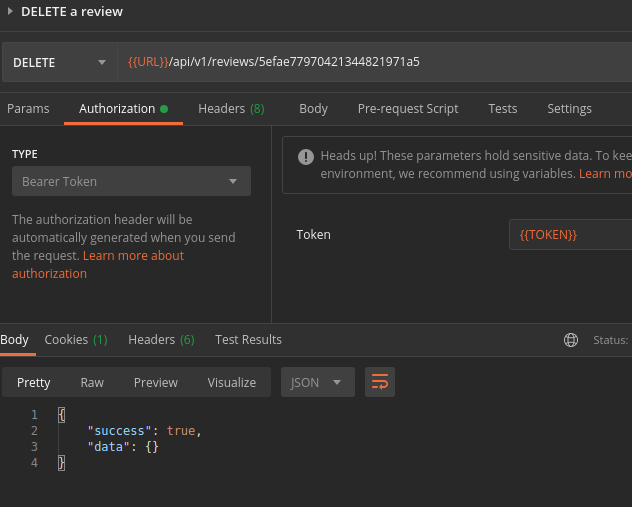 DELETE a review
DELETE {{URL}}/api/v1/reviews/5efae77970421344821971a5
Params Authorization Headers (8) Body Pre-request Script Tests Settings
TYPE
Bearer Token
The authorization header will be
automatically generated when you send
the request. Learn more about
authorization
Heads up! These parameters hold sensitive data. To kee
environment, we recommend using variables. Learn mo
Token {{TOKEN}}
Body Cookies (1) Headers (6) Test Results Status:
Pretty Raw Preview Visualize JSON
1 {
2 "success": true,
3 "data": {}
4 }